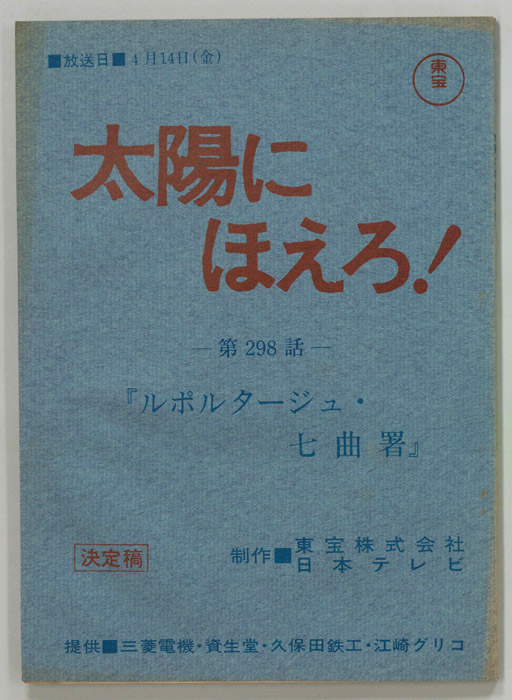 ■放送日■ 4月14日(金)
東宝
太陽に
ほえろ!
―第298話―
『ルポルタージュ・
七曲署』
決定稿
制作■東宝株式会社
日本テレビ
提供■三菱電機・資生堂・久保田鉄工・江崎グリコ